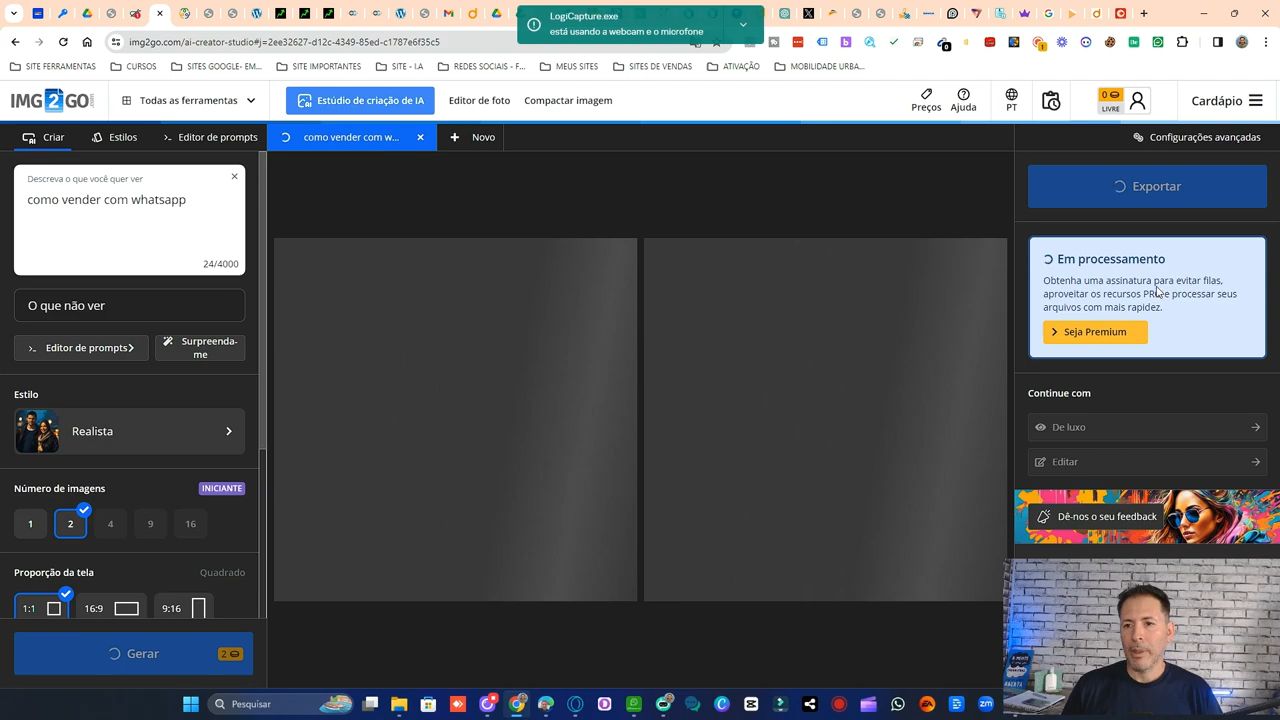 LogiCapture.exe
está usando a webcam e o microfone
img2go.com/ai-creator-studio#j=2ee32627-d12c-4349-85ed-c1787e6f35c5
SITE FERRAMENTAS
CURSOS
SITES GOOGLE - EM...
SITE IMPORTANTES
SITE - I.A
REDES SOCIAIS - F...
MEUS SITES
SITES DE VENDAS
ATIVAÇÃO
MOBILIDADE URBA...
IMG2GO.com
Todas as ferramentas
Estúdio de criação de IA
Editor de foto
Compactar imagem
Preços
Ajuda
PT
0
LIVRE
Cardápio
Criar
Estilos
Editor de prompts
como vender com w...
Novo
Configurações avançadas
Descreva o que você quer ver
como vender com whatsapp
24/4000
O que não ver
Editor de prompts
Surpreenda-
me
Estilo
Realista
Número de imagens
INICIANTE
1
2
4
9
16
Proporção da tela
Quadrado
1:1
16:9
9:16
Gerar
2
Exportar
Em processamento
Obtenha uma assinatura para evitar filas,
aproveitar os recursos PRO e processar seus
arquivos com mais rapidez.
Seja Premium
Continue com
De luxo
Editar
Dê-nos o seu feedback
Pesquisar